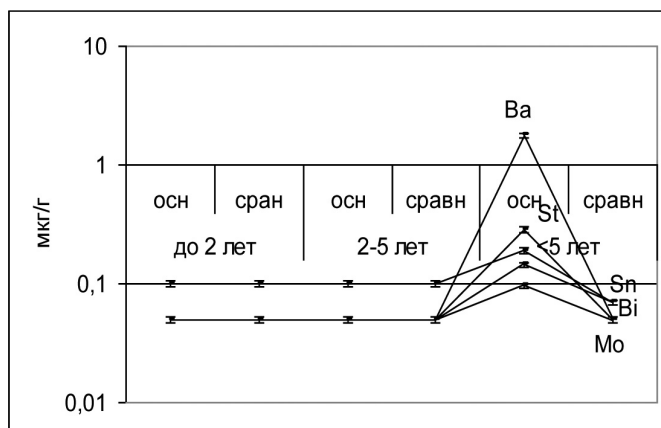 10
Ba
1
осн сран осн сравн осн сравн
St
до 2 лет 2-5 лет <5 лет
мкг/г
0,1
Sn
Bi
Mo
0,01